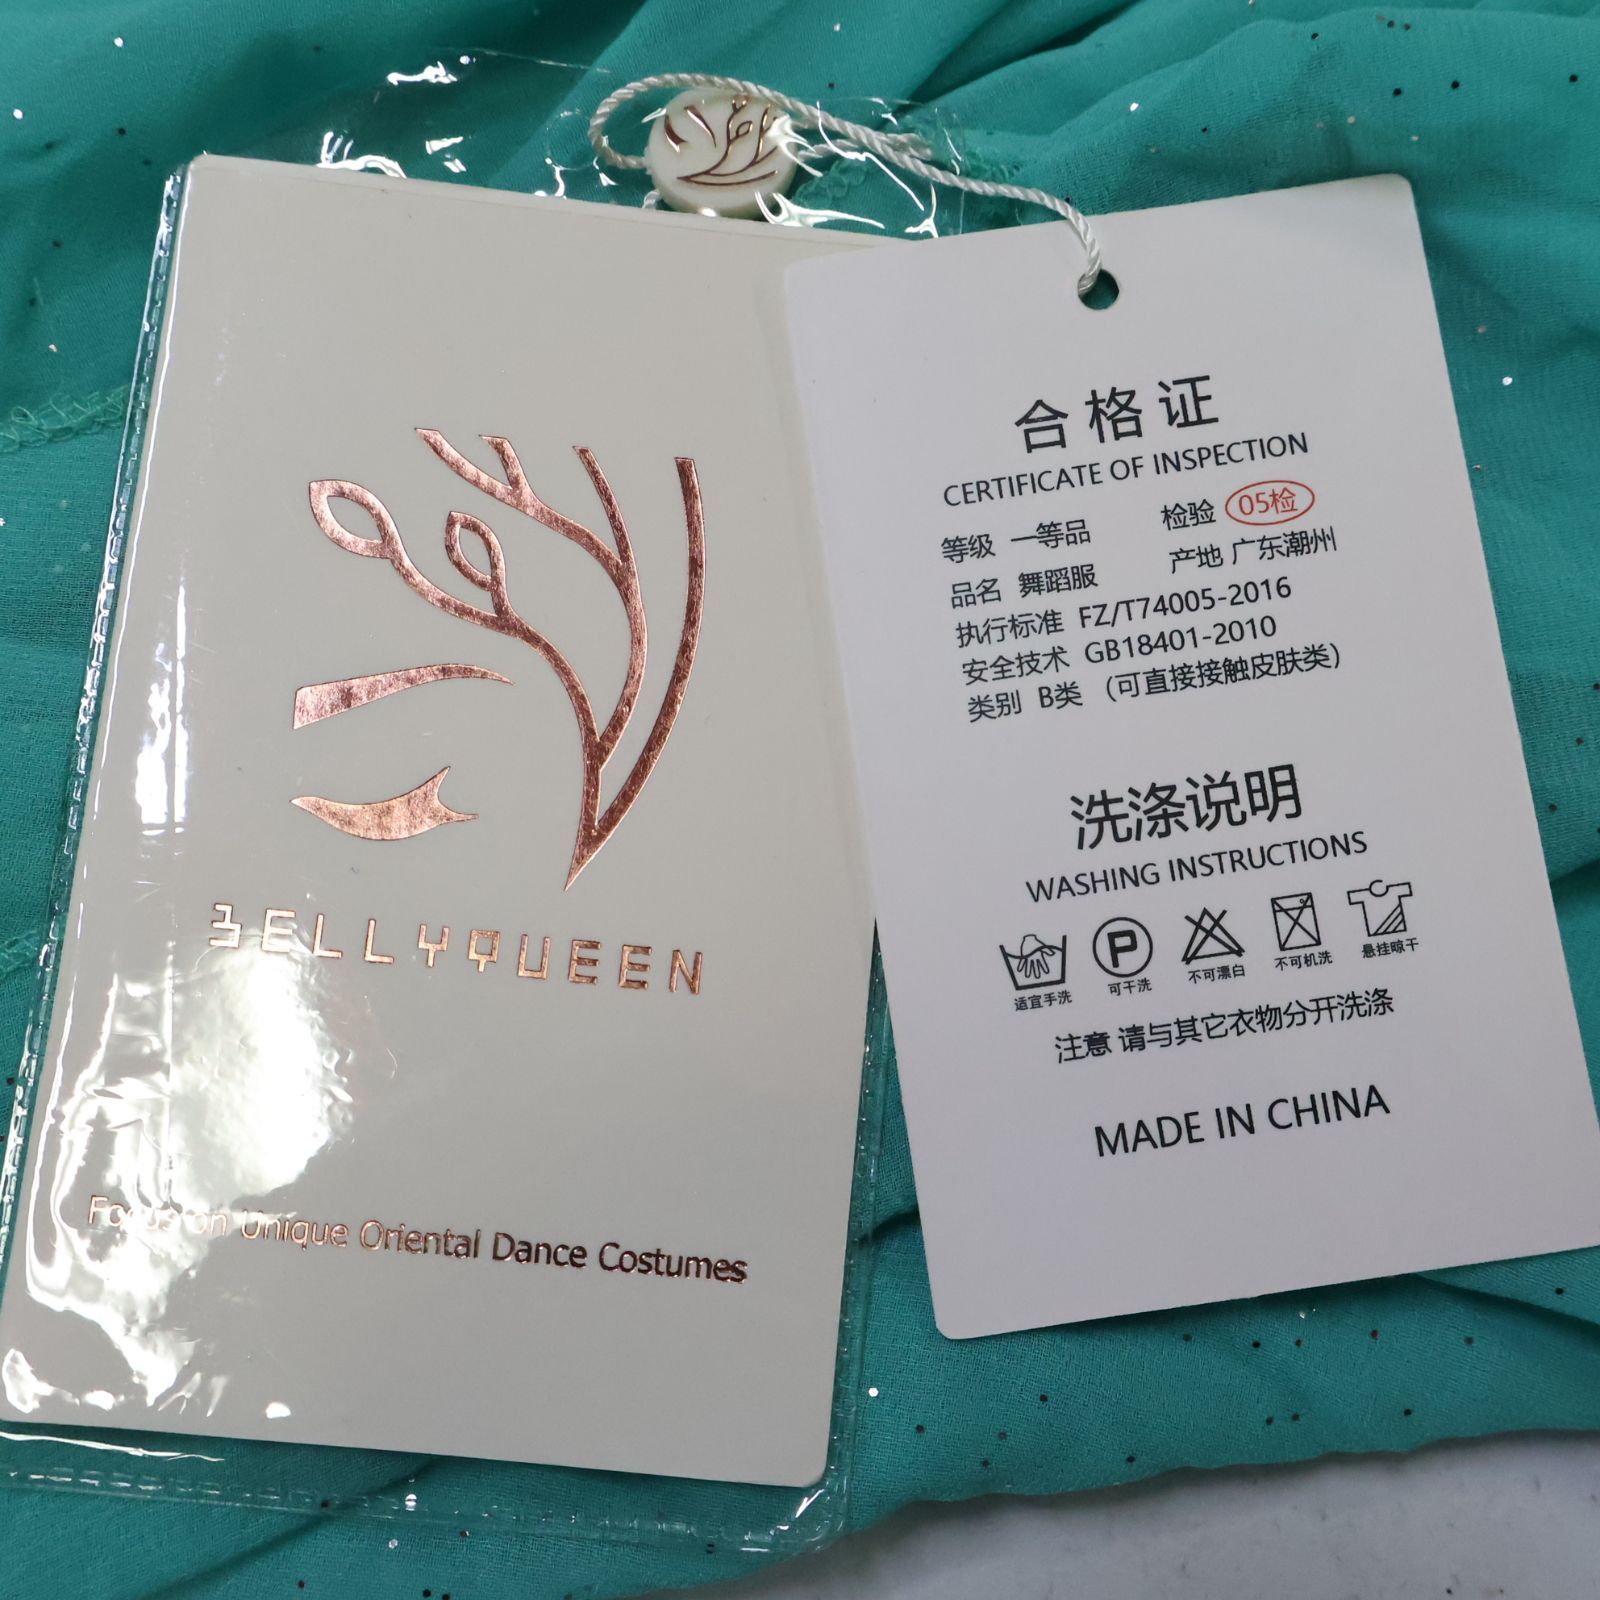 BELLYQUEEN
Focus on Unique Oriental Dance Costumes
合格证
CERTIFICATE OF INSPECTION
等级 一等品 检验 05检
品名 舞蹈服 产地 广东潮州
执行标准 FZ/T74005-2016
安全技术 GB18401-2010
类别 B类 （可直接接触皮肤类）
洗涤说明
WASHING INSTRUCTIONS
P
适宜手洗 可干洗 不可漂白 不可机洗 悬挂晾干
注意 请与其它衣物分开洗涤
MADE IN CHINA